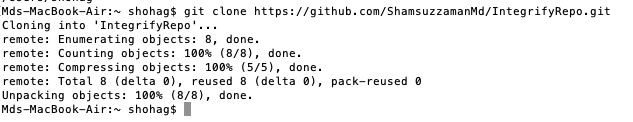 Mds-MacBook-Air:~ shohag$ git clone https://github.com/ShamsuzzamanMd/IntegrifyRepo.git
Cloning into 'IntegrifyRepo'...
remote: Enumerating objects: 8, done.
remote: Counting objects: 100% (8/8), done.
remote: Compressing objects: 100% (5/5), done.
remote: Total 8 (delta 0), reused 8 (delta 0), pack-reused 0
Unpacking objects: 100% (8/8), done.
Mds-MacBook-Air:~ shohag$